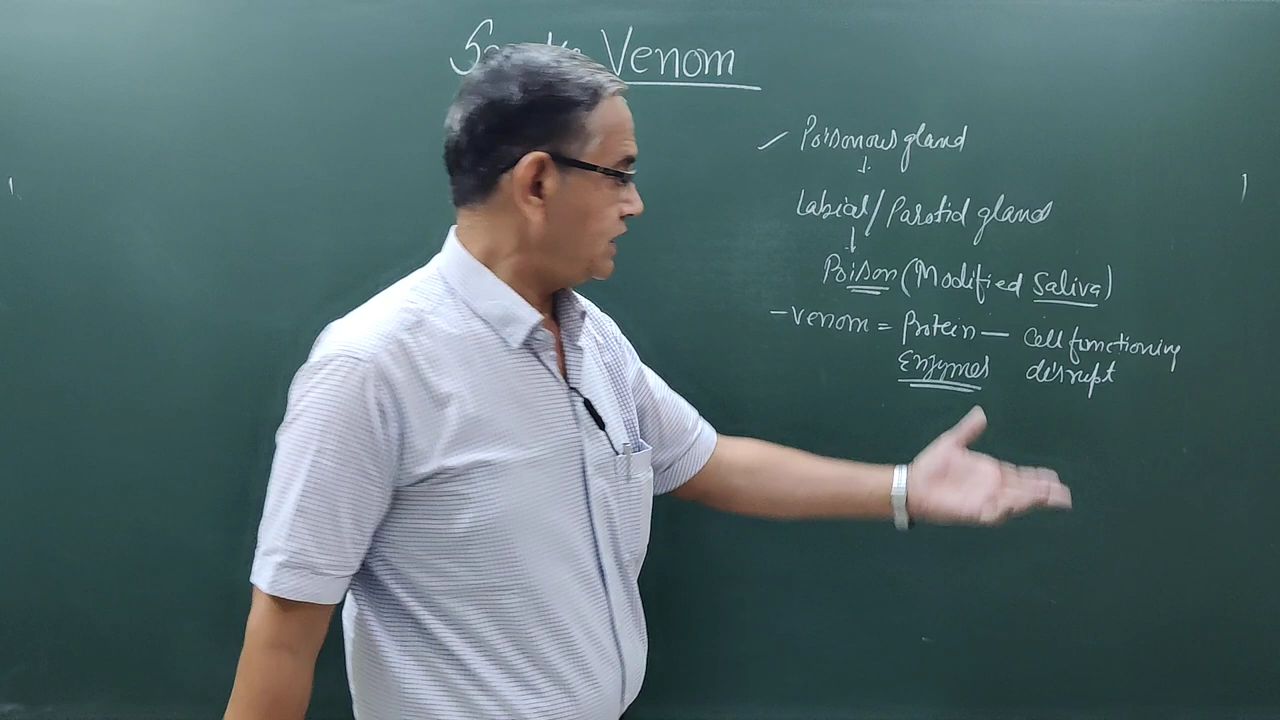 Venom
Poisonous gland
↓
Labial/Parotid gland
↓
Poison (Modified Saliva)
- Venom = Protein — Cell functioning
Enzymes disrupt